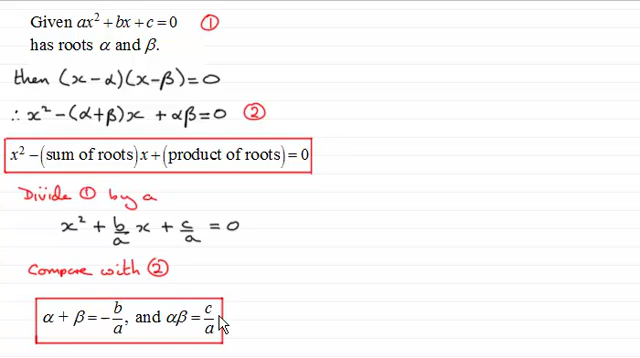 Given ax² + bx + c = 0 ①
has roots α and β.
then (x - α)(x - β) = 0
∴ x² - (α + β)x + αβ = 0 ②
x² - (sum of roots)x + (product of roots) = 0
Divide ① by a
x² + b/a x + c/a = 0
Compare with ②
α + β = -b/a, and αβ = c/a